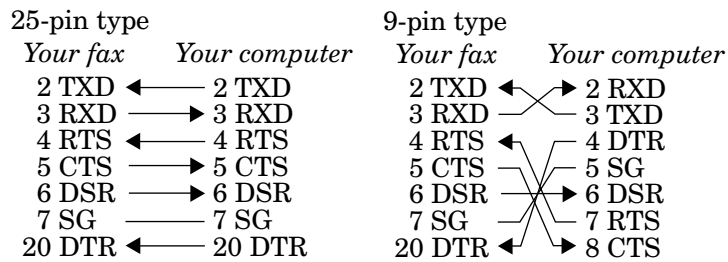 25-pin type
Your fax Your computer
2 TXD 2 TXD
3 RXD 3 RXD
4 RTS 4 RTS
5 CTS 5 CTS
6 DSR 6 DSR
7 SG 7 SG
20 DTR 20 DTR
9-pin type
Your fax Your computer
2 TXD 2 RXD
3 RXD 3 TXD
4 RTS 4 DTR
5 CTS 5 SG
6 DSR 6 DSR
7 SG 7 RTS
20 DTR 8 CTS